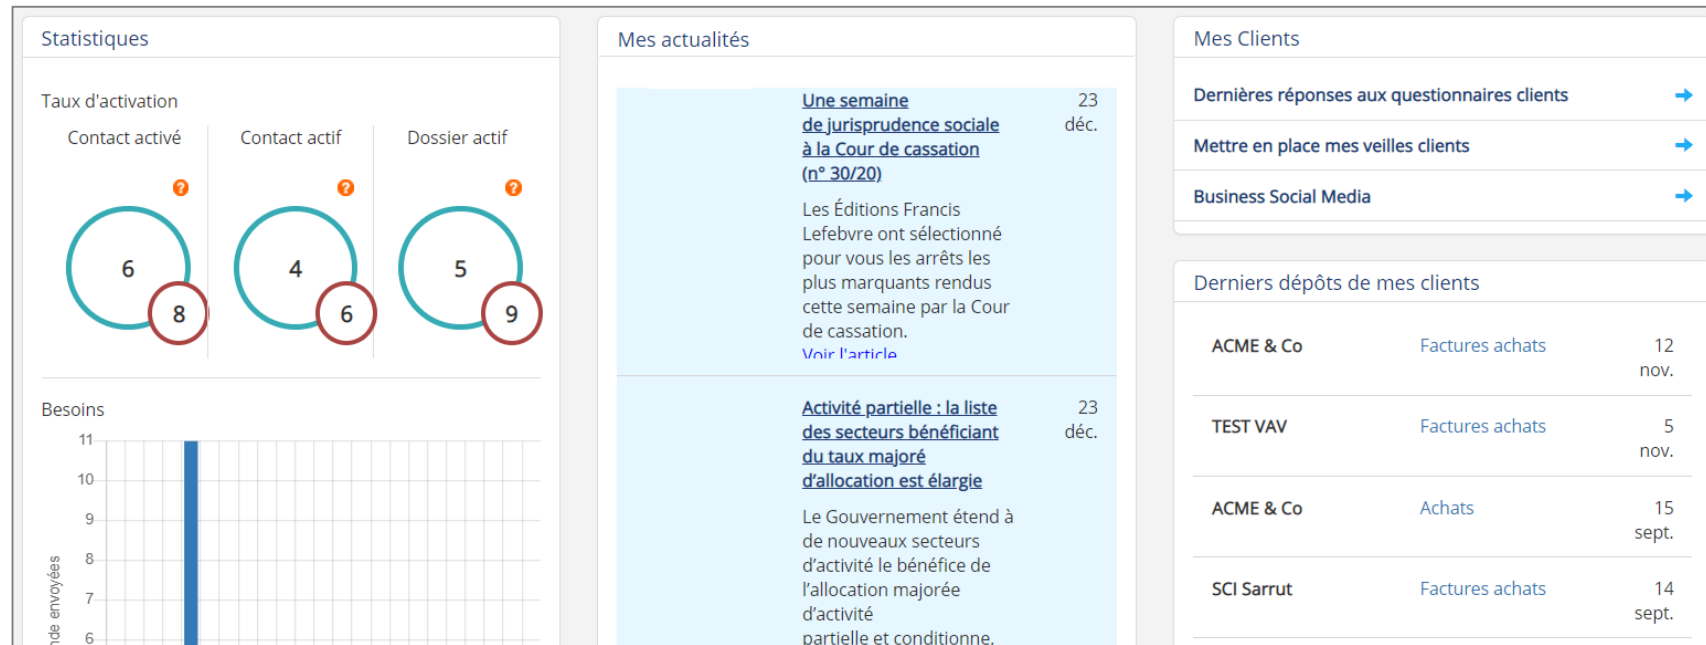 Statistiques
Taux d'activation
Contact activé
Contact actif
Dossier actif
?
?
?
6
8
4
6
5
9
Besoins
11
10
9
8
7
6
envoyées
Mes actualités
Une semaine
de jurisprudence sociale
à la Cour de cassation
(n° 30/20)
23
déc.
Les Éditions Francis
Lefebvre ont sélectionné
pour vous les arrêts les
plus marquants rendus
cette semaine par la Cour
de cassation.
Voir l'article
Activité partielle : la liste
des secteurs bénéficiant
du taux majoré
d'allocation est élargie
23
déc.
Le Gouvernement étend à
de nouveaux secteurs
d'activité le bénéfice de
l'allocation majorée
d'activité
partielle et conditionne,
Mes Clients
Dernières réponses aux questionnaires clients
Mettre en place mes veilles clients
Business Social Media
Derniers dépôts de mes clients
ACME & Co
Factures achats
12
nov.
TEST VAV
Factures achats
5
nov.
ACME & Co
Achats
15
sept.
SCI Sarrut
Factures achats
14
sept.